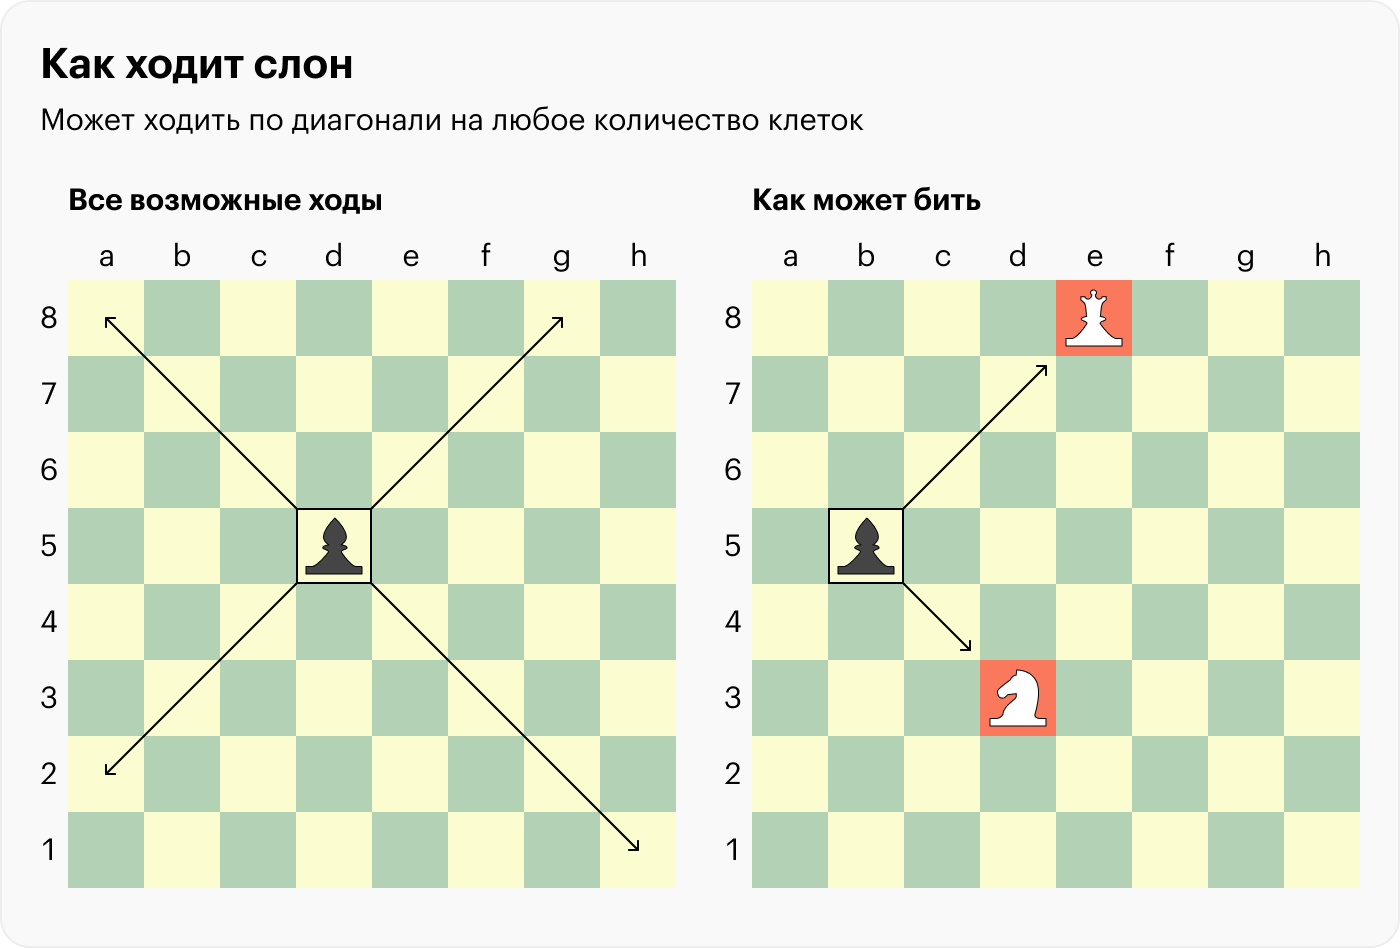 Как ходит слон
Может ходить по диагонали на любое количество клеток
Все возможные ходы
a b c d e f g h
8
7
6
5
4
3
2
1
Как может бить
a b c d e f g h
8
7
6
5
4
3
2
1